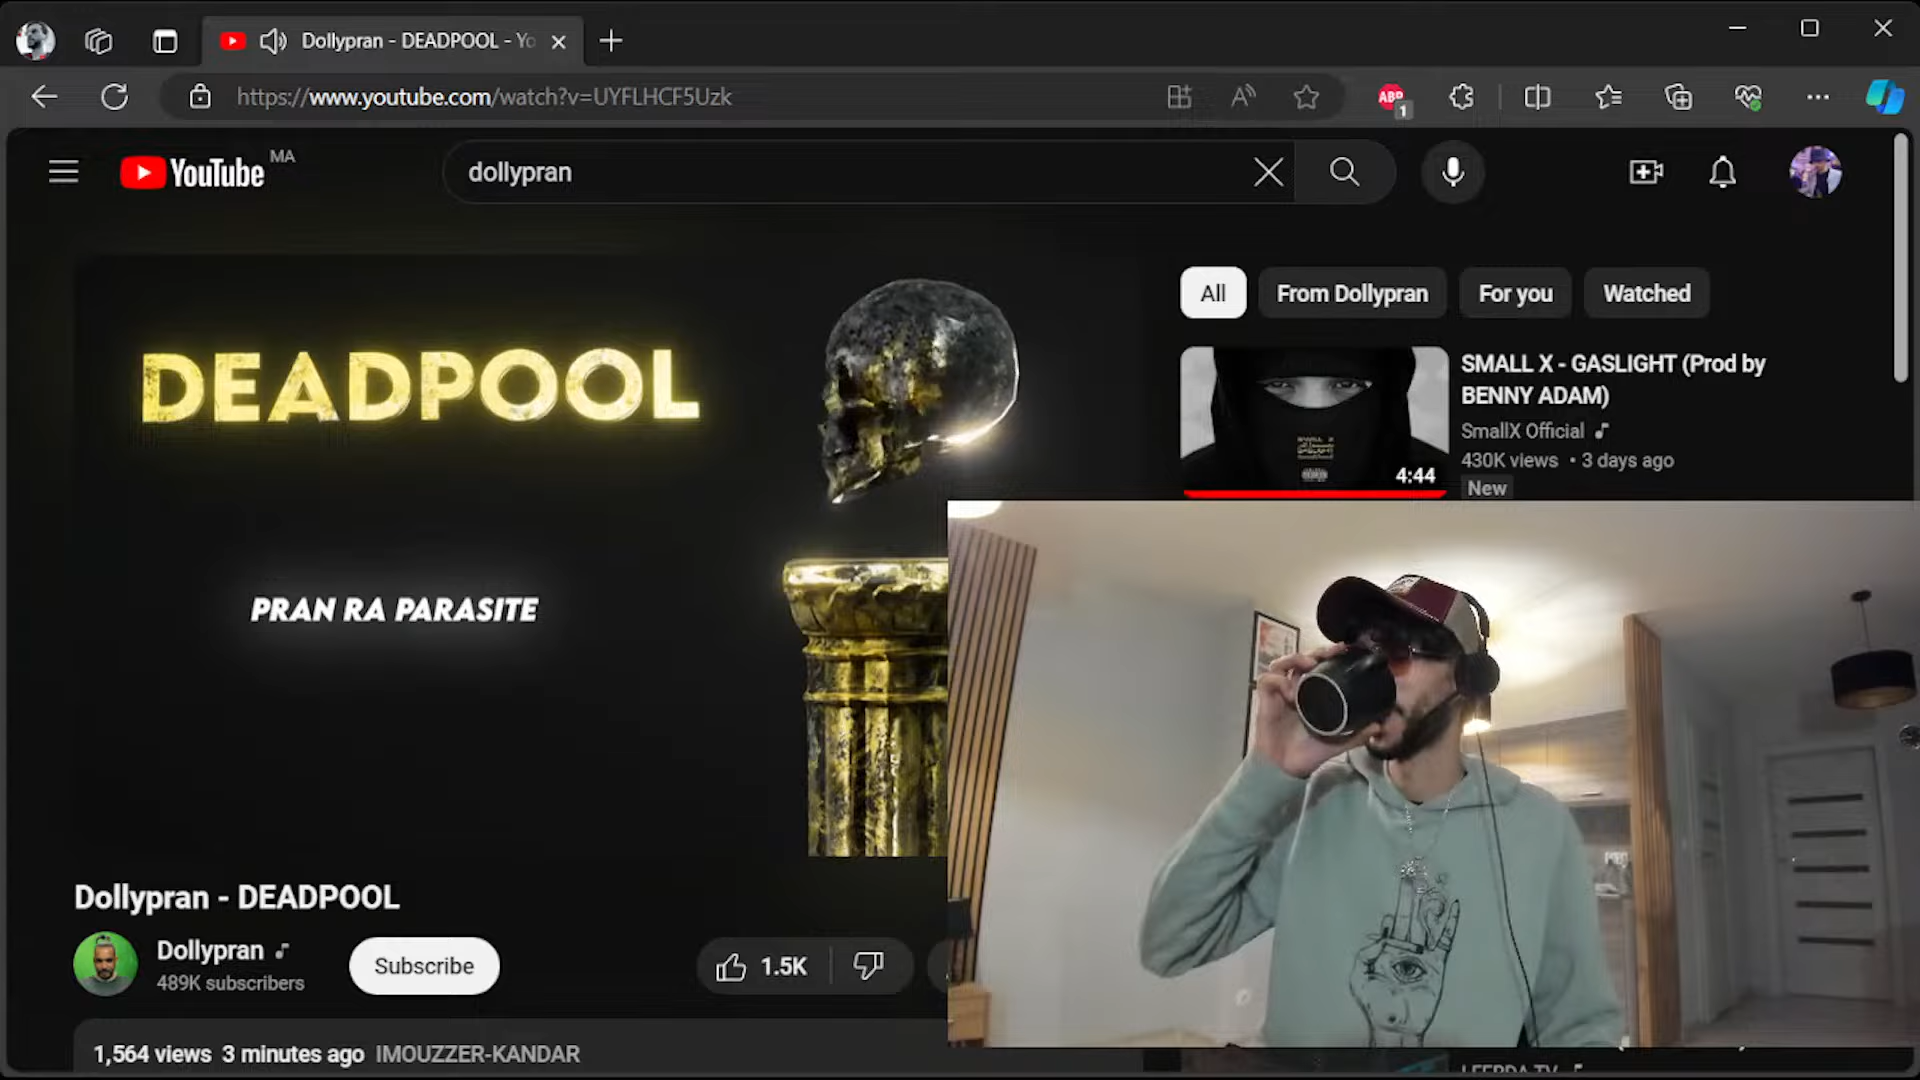 Dollypran - DEADPOOL - Yo
https://www.youtube.com/watch?v=UYFLHCF5Uzk
ABP
1
YouTube MA
dollypran
All
From Dollypran
For you
Watched
DEADPOOL
PRAN RA PARASITE
4:44
SMALL X - GASLIGHT (Prod by
BENNY ADAM)
SmallX Official
430K views • 3 days ago
New
Dollypran - DEADPOOL
Dollypran
489K subscribers
Subscribe
1.5K
1,564 views 3 minutes ago IMOUZZER-KANDAR